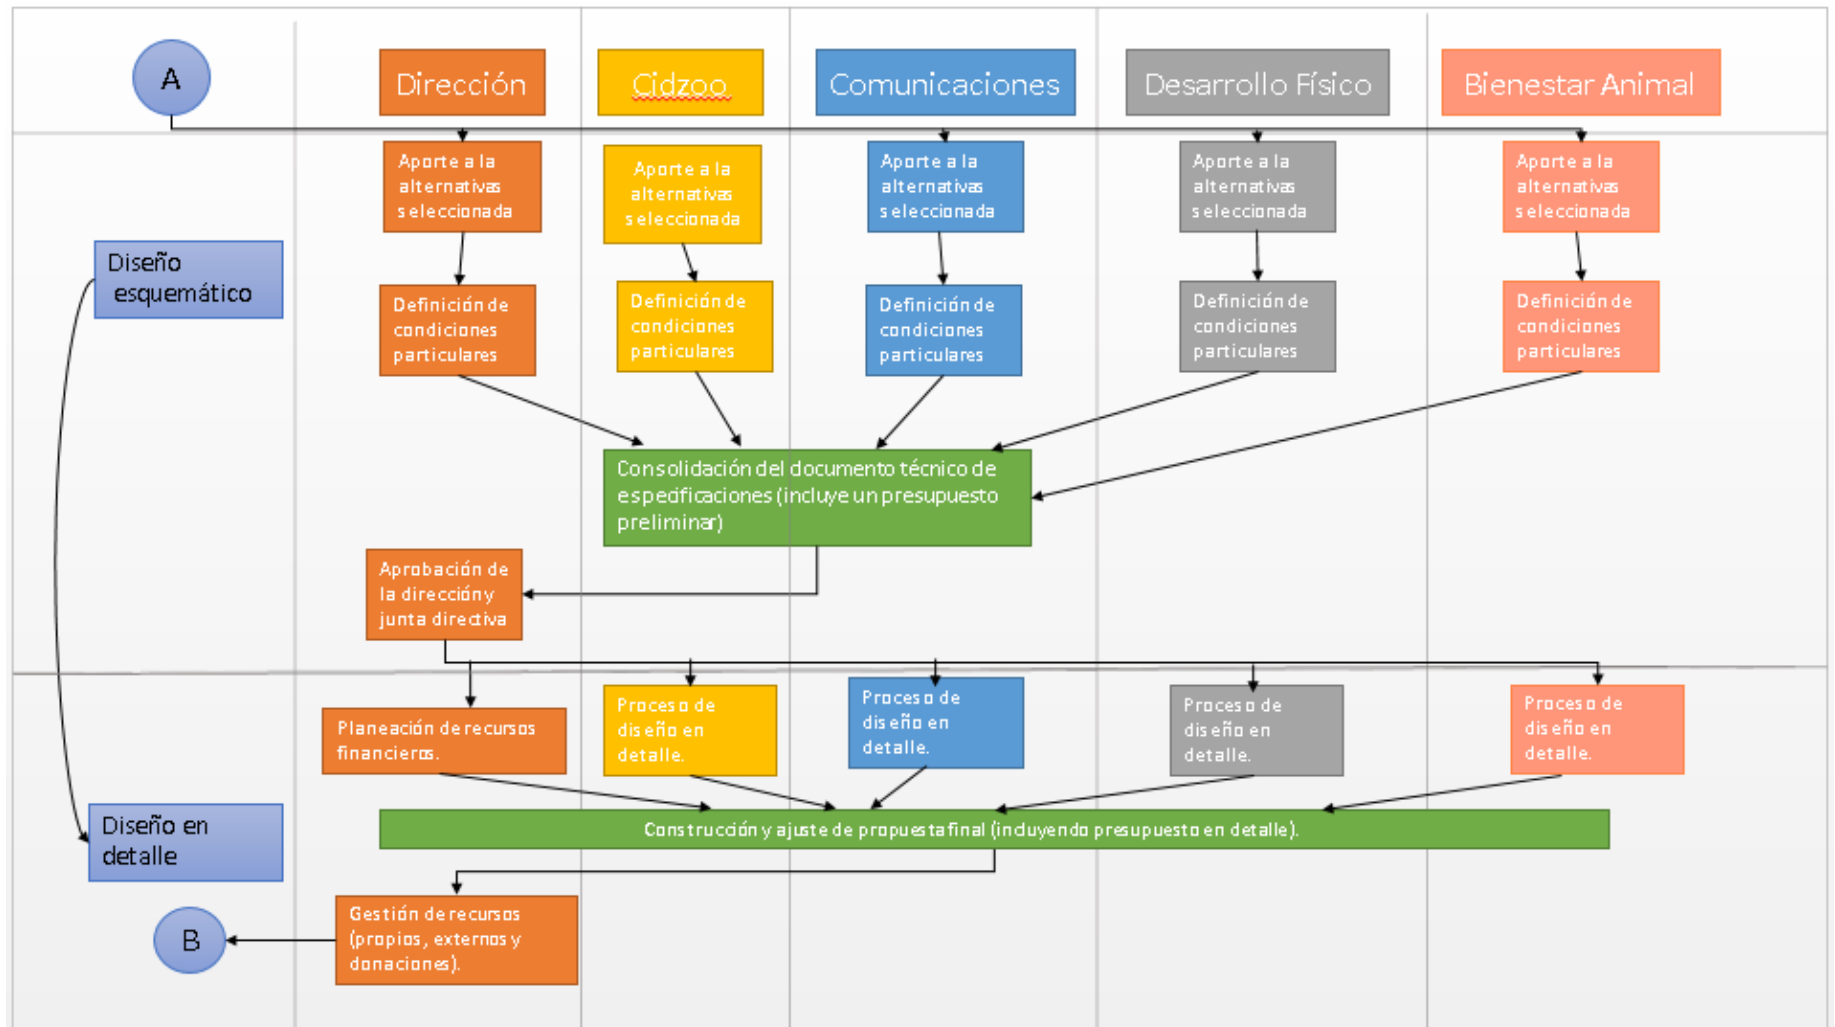 A
Dirección
Cidzoo
Comunicaciones
Desarrollo Físico
Bienestar Animal
Aporte a la
alternativas
seleccionada
Aporte a la
alternativas
seleccionada
Aporte a la
alternativas
seleccionada
Aporte a la
alternativas
seleccionada
Aporte a la
alternativas
seleccionada
Diseño
esquemático
Definición de
condiciones
particulares
Definición de
condiciones
particulares
Definición de
condiciones
particulares
Definición de
condiciones
particulares
Definición de
condiciones
particulares
Consolidación del documento técnico de
especificaciones (incluye un presupuesto
preliminar)
Aprobación de
la dirección y
junta directiva
Planeación de recursos
financieros.
Proceso de
diseño en
detalle.
Proceso de
diseño en
detalle.
Proceso de
diseño en
detalle.
Proceso de
diseño en
detalle.
Diseño en
detalle
Construcción y ajuste de propuesta final (incluyendo presupuesto en detalle).
Gestión de recursos
(propios, externos y
donaciones).
B